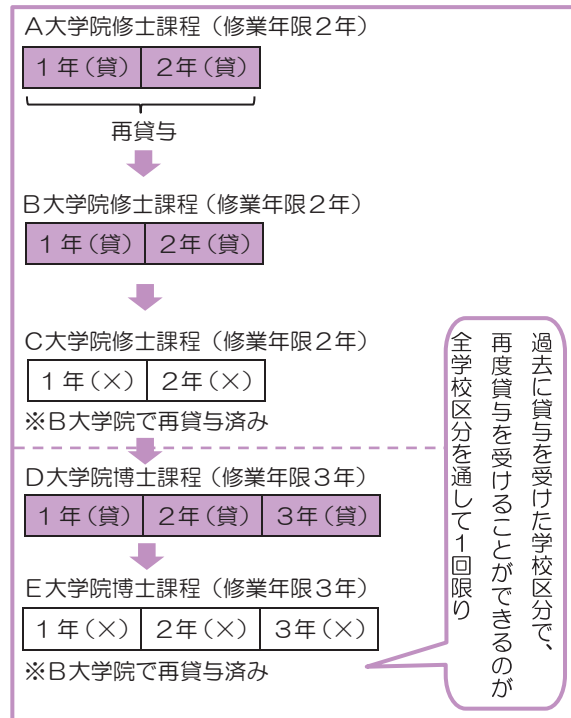 A大学院修士課程（修業年限２年）
１年（貸） ２年（貸）
再貸与
B大学院修士課程（修業年限２年）
１年（貸） ２年（貸）
C大学院修士課程（修業年限２年）
１年（×） ２年（×）
※B大学院で再貸与済み
D大学院博士課程（修業年限３年）
１年（貸） ２年（貸） ３年（貸）
E大学院博士課程（修業年限３年）
１年（×） ２年（×） ３年（×）
※B大学院で再貸与済み
過去に貸与を受けた学校区分で、
再度貸与を受けることができるのが
全学校区分を通して１回限り